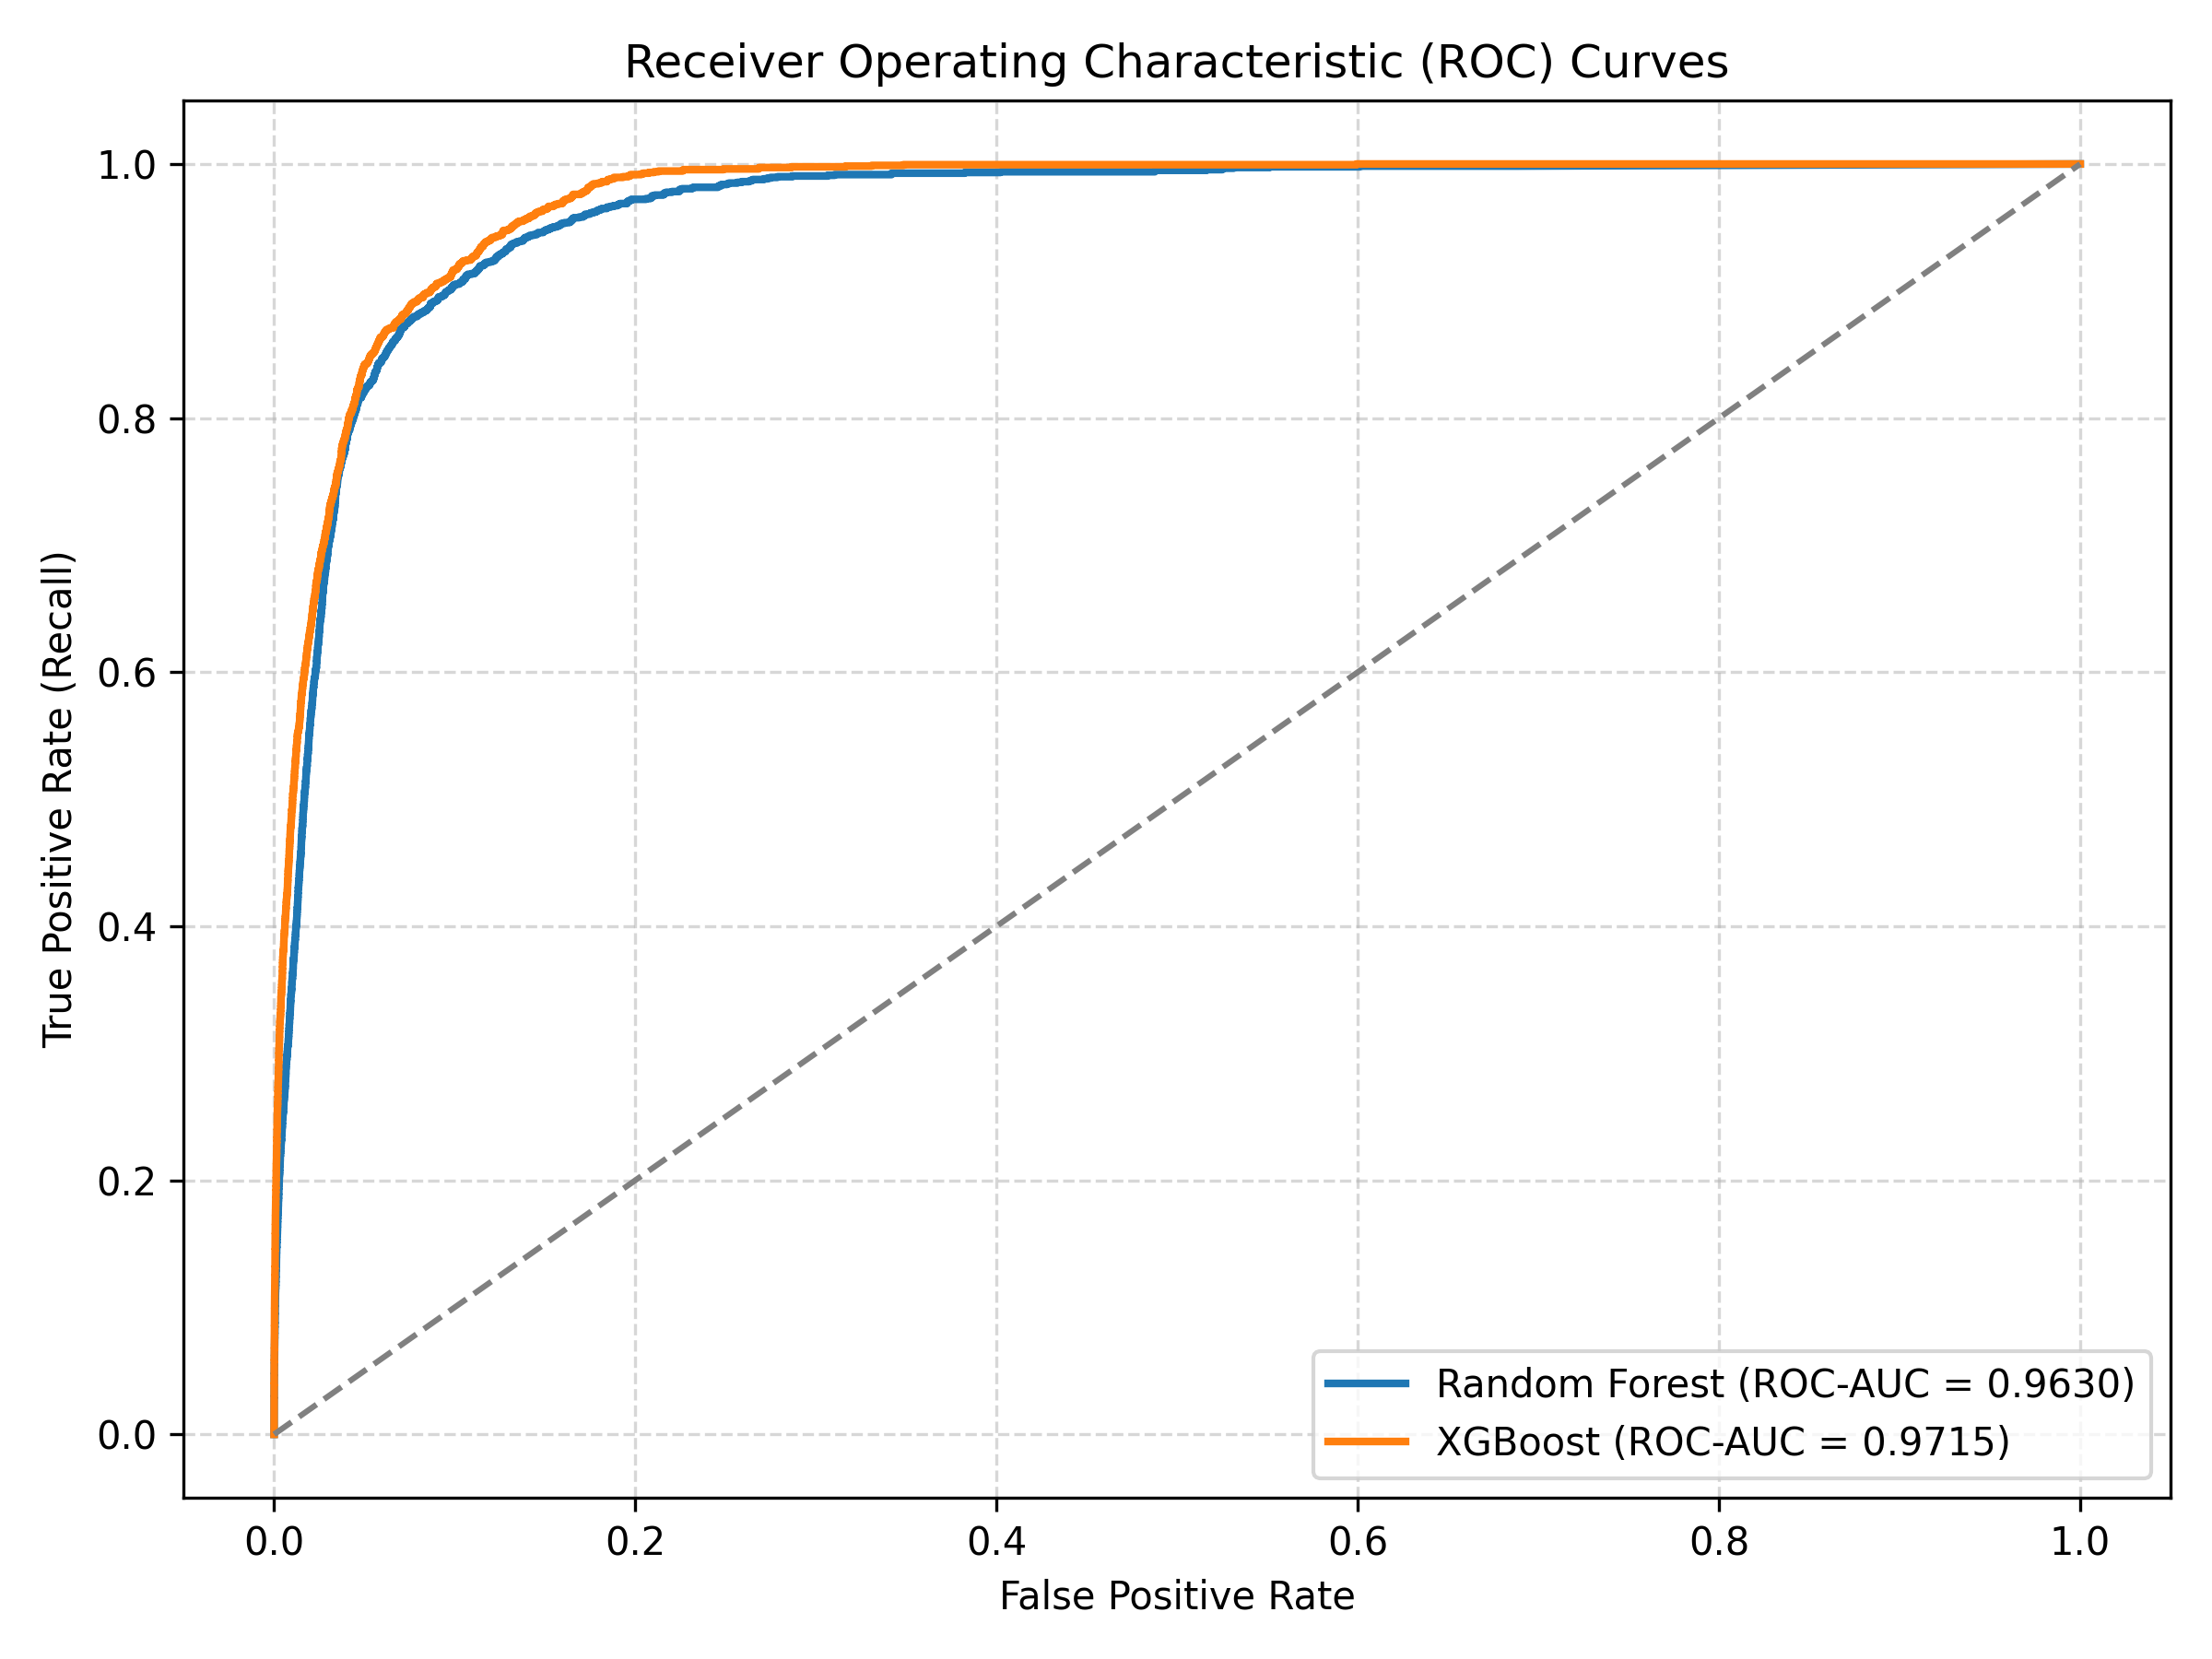 Receiver Operating Characteristic (ROC) Curves
True Positive Rate (Recall)
1.0
0.8
0.6
0.4
0.2
0.0
0.0 0.2 0.4 0.6 0.8 1.0
False Positive Rate
Random Forest (ROC-AUC = 0.9630)
XGBoost (ROC-AUC = 0.9715)